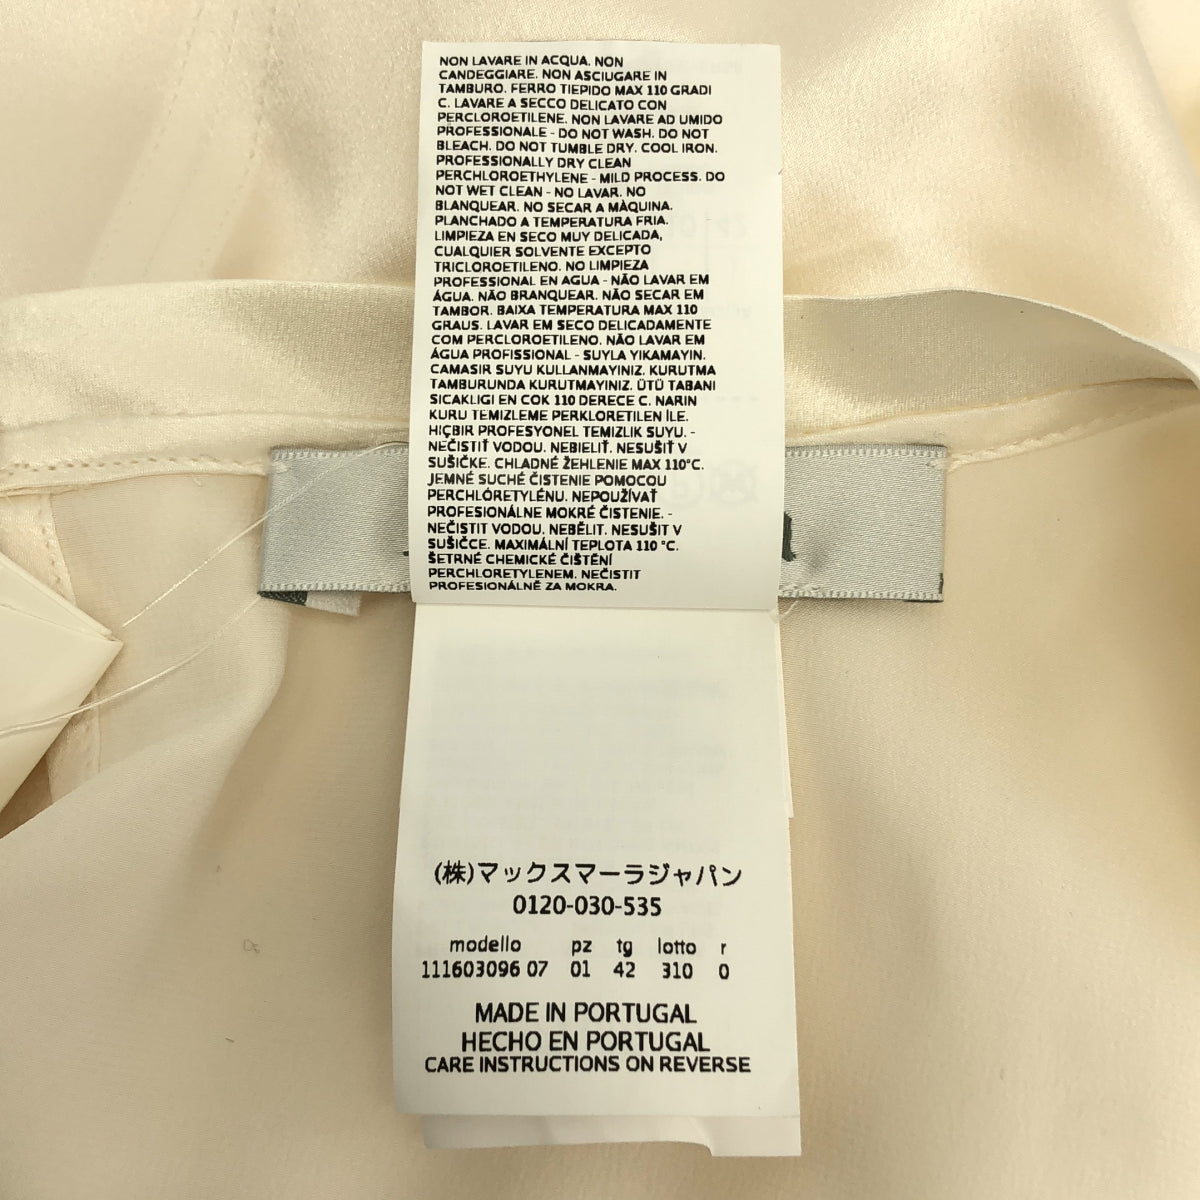 NON LAVARE IN ACQUA. NON
CANDEGGIARE. NON ASCIUGARE IN
TAMBURO. FERRO TIEPIDO MAX 110 GRADI
C. LAVARE A SECCO DELICATO CON
PERCLOROETILENE. NON LAVARE AD UMIDO
PROFESSIONALE - DO NOT WASH. DO NOT
BLEACH. DO NOT TUMBLE DRY. COOL IRON.
PROFESSIONALLY DRY CLEAN
PERCHLOROETHYLENE - MILD PROCESS. DO
NOT WET CLEAN - NO LAVAR. NO
BLANQUEAR. NO SECAR A MÀQUINA.
PLANCHADO A TEMPERATURA FRIA.
LIMPIEZA EN SECO MUY DELICADA,
CUALQUIER SOLVENTE EXCEPTO
TRICLOROETILENO. NO LIMPIEZA
PROFESSIONAL EN AGUA - NÃO LAVAR EM
ÁGUA. NÃO BRANQUEAR. NÃO SECAR EM
TAMBOR. BAIXA TEMPERATURA MAX 110
GRAUS. LAVAR EM SECO DELICADAMENTE
COM PERCLOROETILENO. NÃO LAVAR EM
ÁGUA PROFISSIONAL - SUYLA YIKAMAYIN.
CAMASIR SUYU KULLANMAYINIZ. KURUTMA
TAMBURUNDA KURUTMAYINIZ. ÜTÜ TABANI
SICAKLIGI EN COK 110 DERECE C. NARIN
KURU TEMIZLEME PERKLORETILEN İLE.
HIÇBIR PROFESYONEL TEMIZLIK SUYU. -
NEČISTIŤ VODOU. NEBIELIŤ. NESUŠIŤ V
SUŠIČKE. CHLADNÉ ŽEHLENIE MAX 110°C.
JEMNÉ SUCHÉ ČISTENIE POMOCOU
PERCHLÓRETYLÉNU. NEPOUŽÍVAŤ
PROFESIONÁLNE MOKRÉ ČISTENIE. -
NEČISTIT VODOU. NEBĚLIT. NESUŠIT V
SUŠIČCE. MAXIMÁLNÍ TEPLOTA 110 °C.
ŠETRNÉ CHEMICKÉ ČIŠTĚNÍ
PERCHLORETYLENEM. NEČISTIT
PROFESIONÁLNĚ ZA MOKRA.
(株)マックスマーラジャパン
0120-030-535
modello pz tg lotto r
111603096 07 01 42 310 0
MADE IN PORTUGAL
HECHO EN PORTUGAL
CARE INSTRUCTIONS ON REVERSE